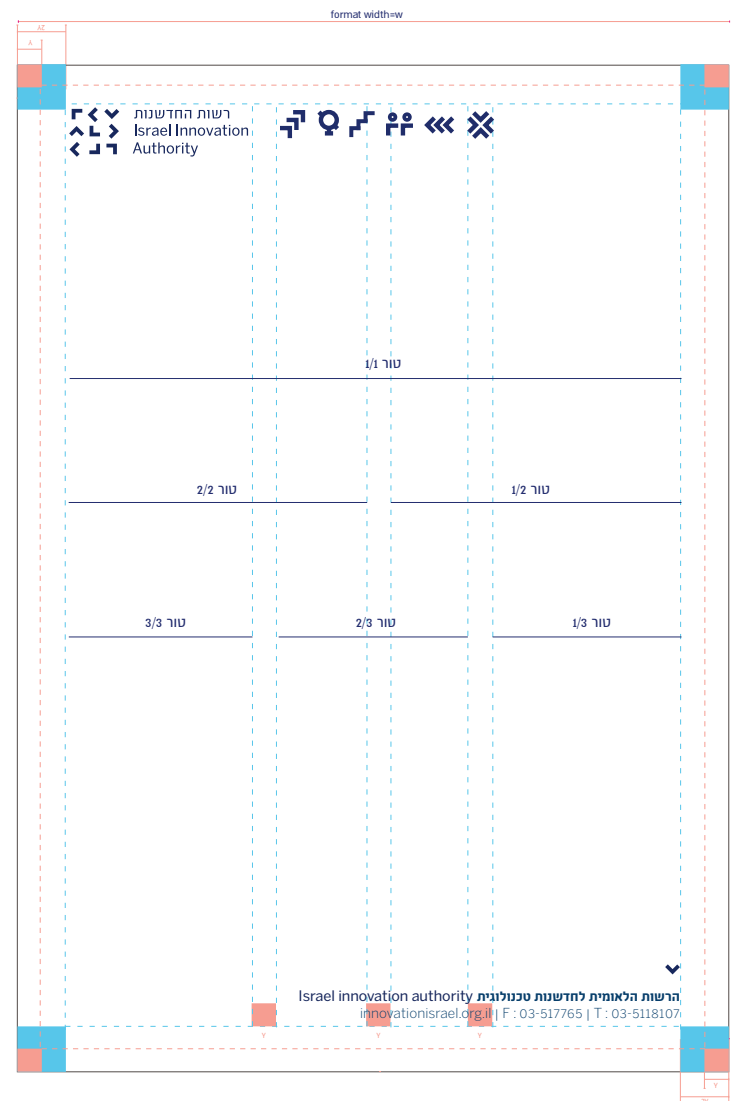 format width=w
2Y
Y
רשות החדשנות
Israel Innovation
Authority
טור 1/1
טור 2/2
טור 1/2
טור 3/3
טור 2/3
טור 1/3
Israel innovation authority הרשות הלאומית לחדשנות טכנולוגית
innovationisrael.org.il | F : 03-517765 | T : 03-5118107
Y
Y
Y
Y
2Y